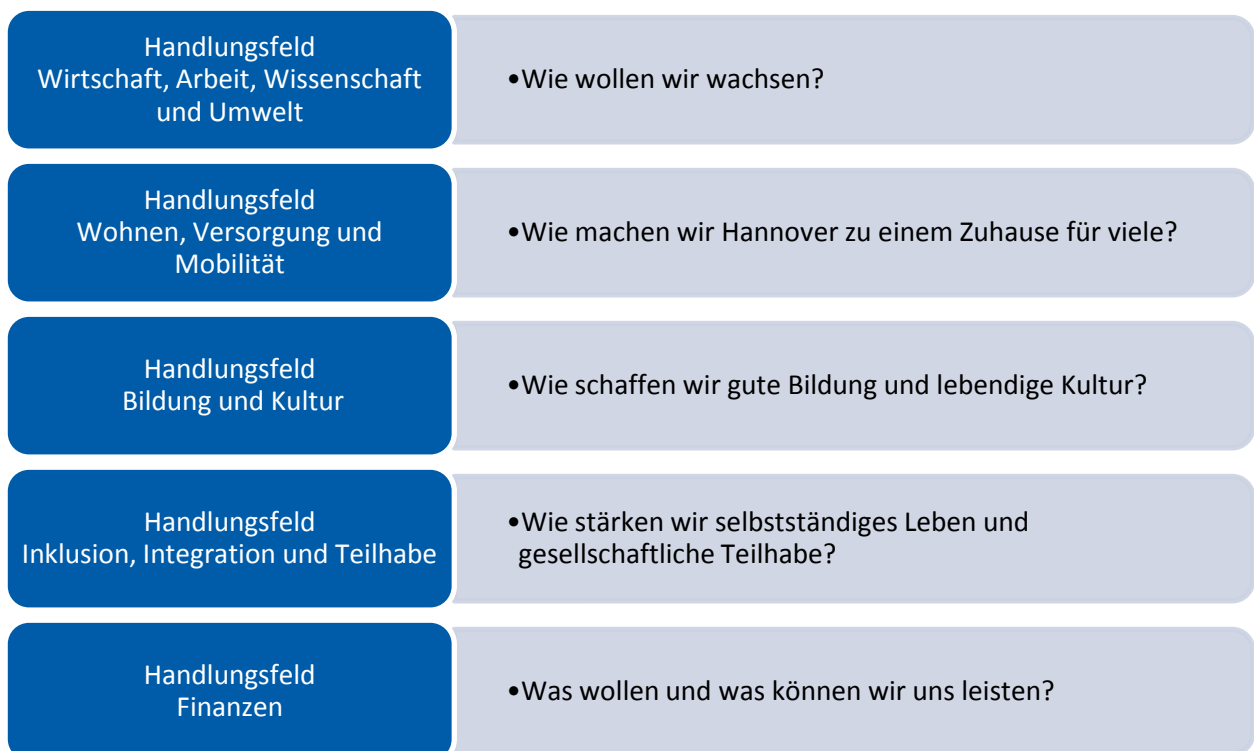 Handlungsfeld
Wirtschaft, Arbeit, Wissenschaft
und Umwelt
•Wie wollen wir wachsen?
Handlungsfeld
Wohnen, Versorgung und
Mobilität
•Wie machen wir Hannover zu einem Zuhause für viele?
Handlungsfeld
Bildung und Kultur
•Wie schaffen wir gute Bildung und lebendige Kultur?
Handlungsfeld
Inklusion, Integration und Teilhabe
•Wie stärken wir selbstständiges Leben und
gesellschaftliche Teilhabe?
Handlungsfeld
Finanzen
•Was wollen und was können wir uns leisten?